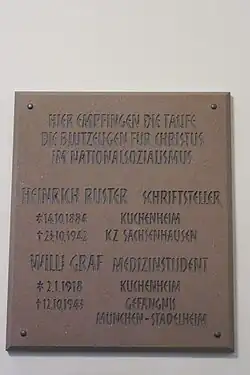 HIER EMPFINGEN DIE TAUFE
DIE BLUTZEUGEN FÜR CHRISTUS
IM NATIONALSOZIALISMUS
HEINRICH RUSTER SCHRIFTSTELLER
* 14.10.1884 KUCHENHEIM
† 23.10.1942 KZ SACHSENHAUSEN
WILLI GRAF MEDIZINSTUDENT
* 2.1.1918 KUCHENHEIM
† 12.10.1943 GEFÄNGNIS
MÜNCHEN-STADELHEIM